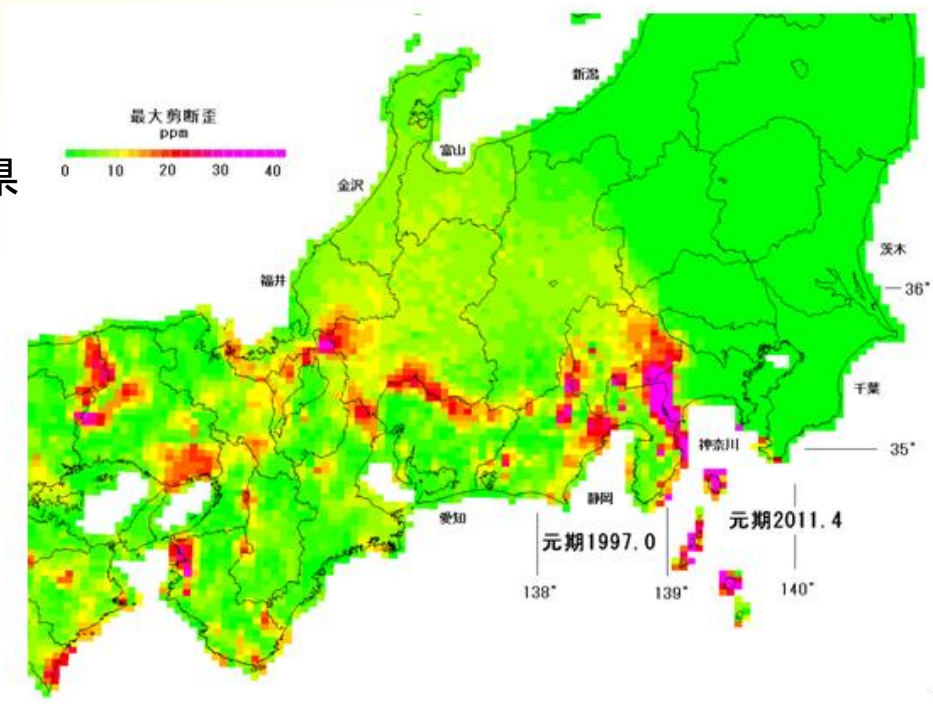 新潟
最大剪断歪
ppm
0 10 20 30 40
富山
県
金沢
茨木
福井
36°
千葉
神奈川
35°
静岡
愛知
元期2011.4
元期1997.0
138° 139° 140°